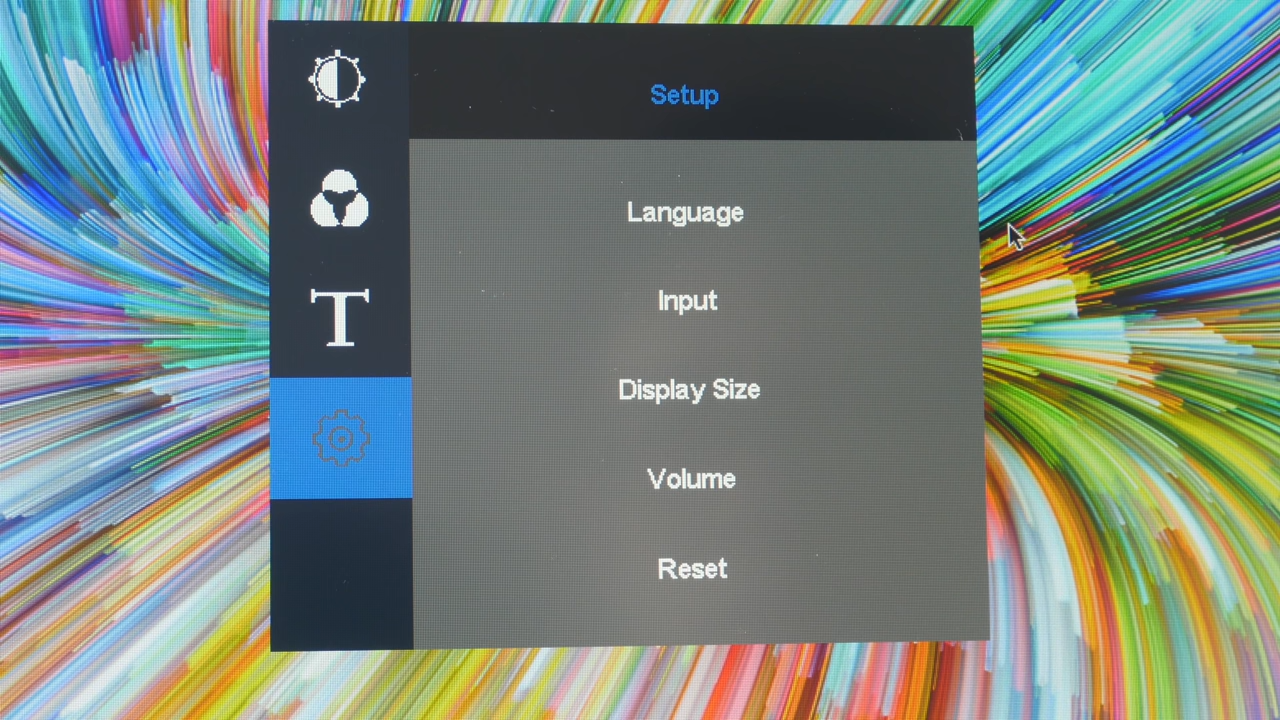 Setup
Language
Input
Display Size
Volume
Reset